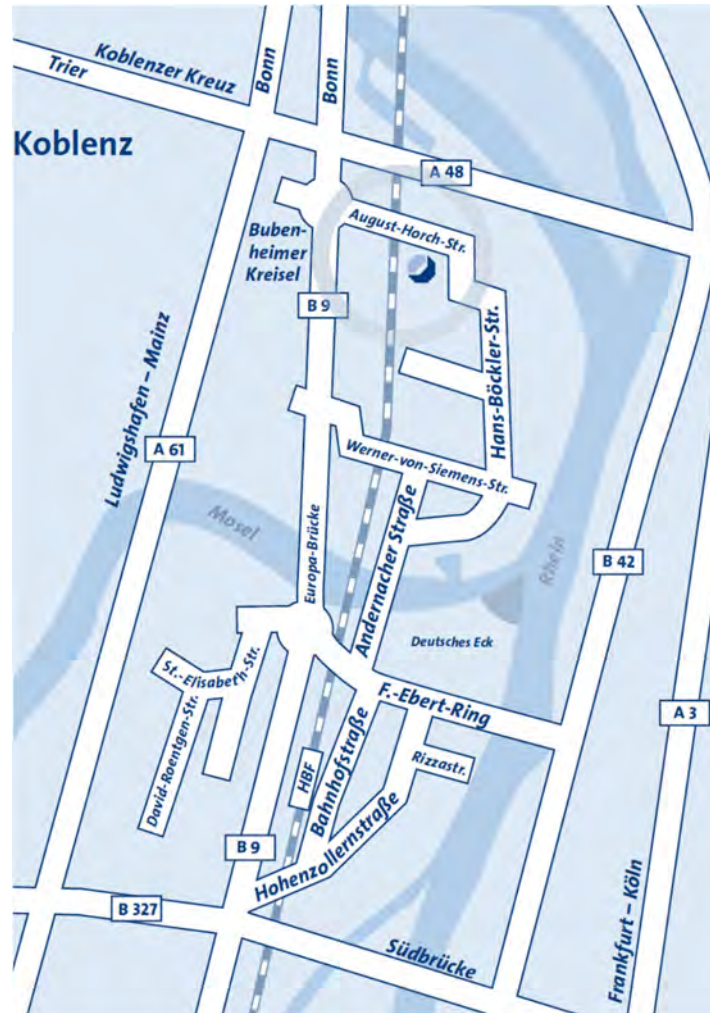 Koblenzer Kreuz
Trier
Bonn
Bonn
Koblenz
A 48
August-Horch-Str.
Buben-
heimer
Kreisel
B 9
Hans-Böckler-Str.
Ludwigshafen – Mainz
A 61
Werner-von-Siemens-Str.
Mosel
Europa-Brücke
Andernacher Straße
Rhein
B 42
Deutsches Eck
St.-Elisabeth-Str.
F.-Ebert-Ring
A 3
David-Roentgen-Str.
HBF
Bahnhofstraße
Rizzastr.
B 9
Hohenzollernstraße
B 327
Südbrücke
Frankfurt – Köln